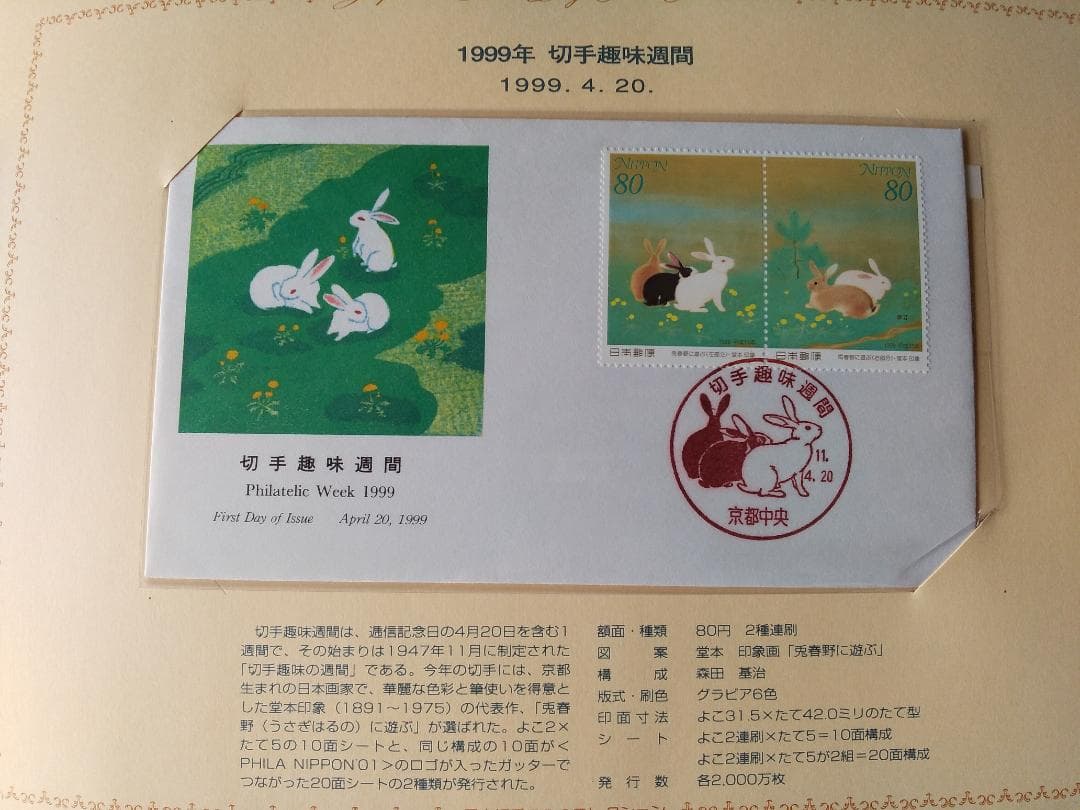 1999年 切手趣味週間
1999. 4. 20.
NIPPON
80
NIPPON
80
日本郵便
日本郵便
切手趣味週間
11.
4. 20
京都中央
切手趣味週間
Philatelic Week 1999
First Day of Issue April 20, 1999
切手趣味週間は、逓信記念日の4月20日を含む1
週間で、その始まりは1947年11月に制定された
「切手趣味の週間」である。今年の切手には、京都
生まれの日本画家で、華麗な色彩と筆使いを得意と
した堂本印象(1891~1975)の代表作、「兎春
野(うさぎはるの)に遊ぶ」が選ばれた。よこ2×
たて5の10面シートと、同じ構成の10面が<
PHILA NIPPON'01>のロゴが入ったガッターで
つながった20面シートの2種類が発行された。
額面・種類 80円 2種連刷
図案 堂本 印象画「兎春野に遊ぶ」
構成 森田 基治
版式・刷色 グラビア6色
印面寸法 よこ31.5×たて42.0ミリのたて型
シート よこ2連刷×たて5=10面構成
よこ2連刷×たて5が2組=20面構成
発行数 各2,000万枚